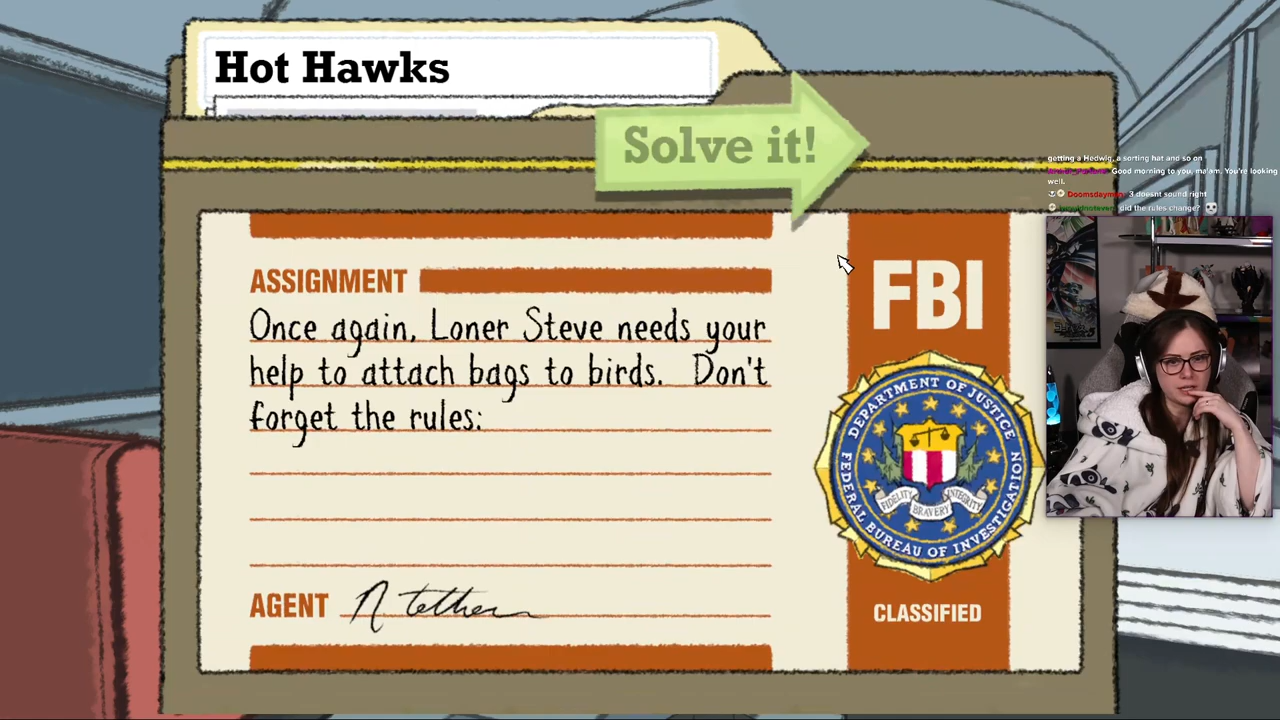 Hot Hawks
Solve it!
getting a Hedwig, a sorting hat and so on
Good morning to you, ma'am. You're looking
well.
3 doesnt sound right
did the rules change?
ASSIGNMENT
Once again, Loner Steve needs your
help to attach bags to birds. Don't
forget the rules:
AGENT
FBI
DEPARTMENT OF JUSTICE
FIDELITY BRAVERY INTEGRITY
FEDERAL BUREAU OF INVESTIGATION
CLASSIFIED